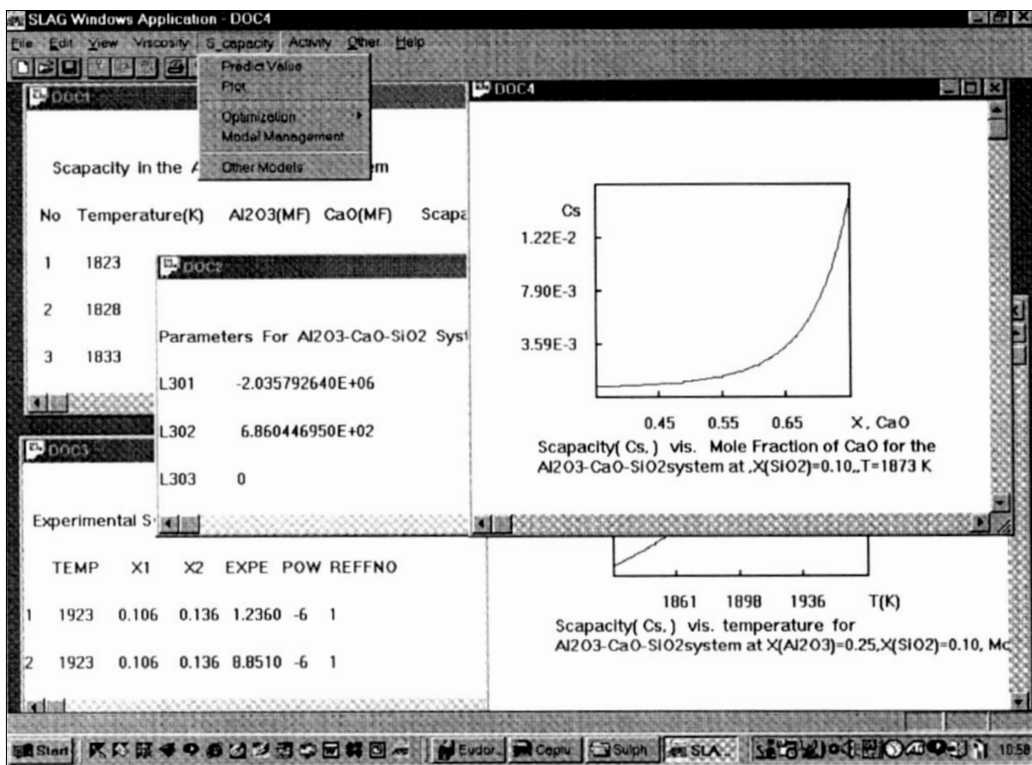 SLAG Windows Application - DOC4
File Edit View Viscosity S_capacity Activity Other Help
Predict Value
Plot
Optimization
Model Management
Other Models
DOC1
Scapacity in the A
em
No Temperature(K) Al2O3(MF) CaO(MF) Scapa
1 1823
2 1828
3 1833
DOC2
Parameters For Al2O3-CaO-SiO2 Syst
L301 -2.035792640E+06
L302 6.860446950E+02
L303 0
DOC3
Experimental S
TEMP X1 X2 EXPE POW REFFNO
1 1923 0.106 0.136 1.2360 -6 1
2 1923 0.106 0.136 8.8510 -6 1
DOC4
Cs
1.22E-2
7.90E-3
3.59E-3
0.45 0.55 0.65 X, CaO
Scapacity( Cs, ) vis. Mole Fraction of CaO for the
Al2O3-CaO-SiO2system at ,X(SiO2)=0.10,,T=1873 K
1861 1898 1936 T(K)
Scapacity( Cs, ) vis. temperature for
Al2O3-CaO-SiO2system at X(Al2O3)=0.25,X(SiO2)=0.10, Mc
Start Eudor... Captu Sulph SLA 10:58